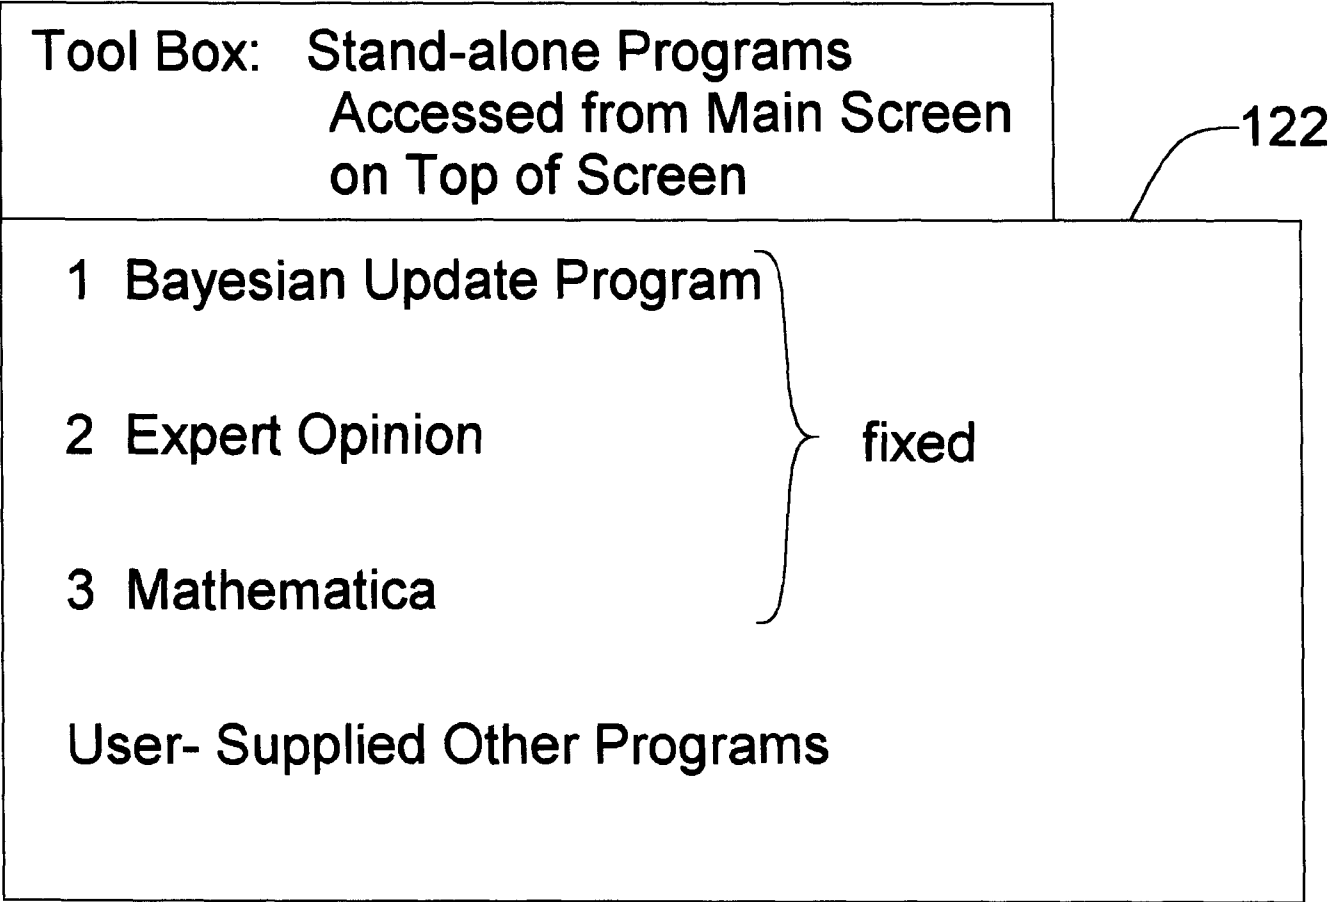 Tool Box: Stand-alone Programs
Accessed from Main Screen
on Top of Screen
122
1 Bayesian Update Program
2 Expert Opinion
fixed
3 Mathematica
User- Supplied Other Programs